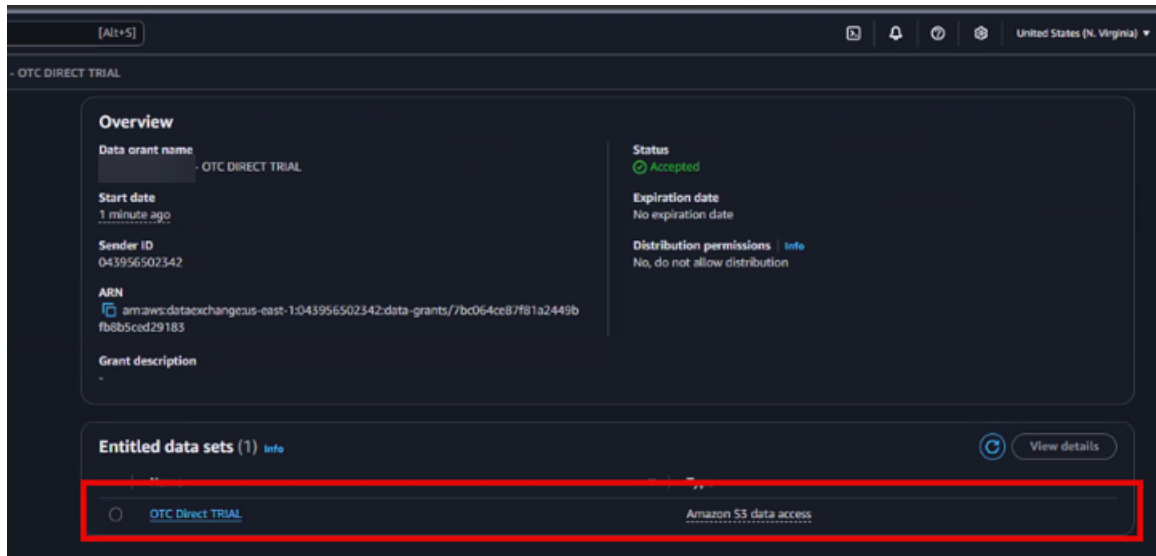 [Alt+S]
United States (N. Virginia)
- OTC DIRECT TRIAL
Overview
Data grant name
- OTC DIRECT TRIAL
Start date
1 minute ago
Sender ID
043956502342
ARN
arn:aws:dataexchange:us-east-1:043956502342:data-grants/7bc064ce87f81a2449b
fb8b5ced29183
Grant description
-
Status
Accepted
Expiration date
No expiration date
Distribution permissions | Info
No, do not allow distribution
Entitled data sets (1) Info
View details
OTC Direct TRIAL
Amazon S3 data access